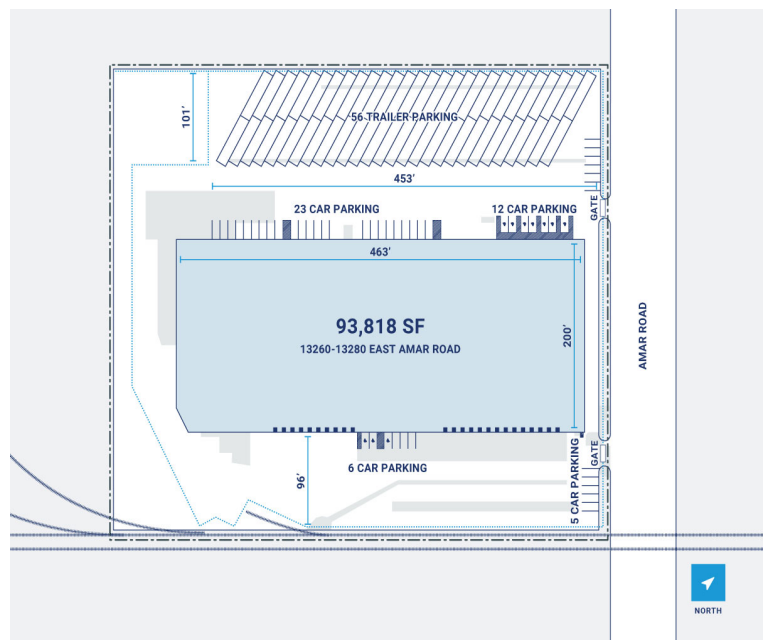 101'
56 TRAILER PARKING
453'
23 CAR PARKING
12 CAR PARKING
GATE
463'
93,818 SF
13260-13280 EAST AMAR ROAD
200'
AMAR ROAD
6 CAR PARKING
96'
5 CAR PARKING
GATE
NORTH